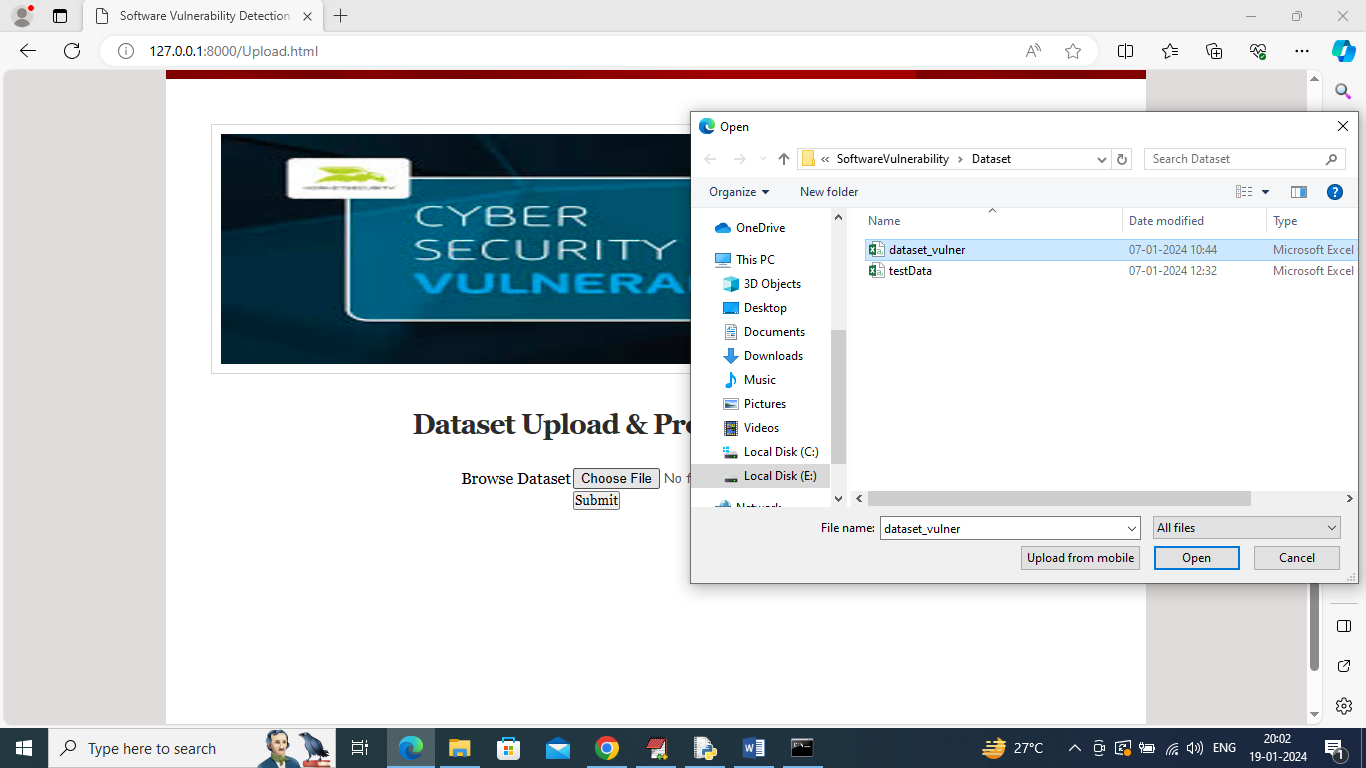 Software Vulnerability Detection
127.0.0.1:8000/Upload.html
CYBER
SECURITY
VULNERA
Dataset Upload & Pr
Browse Dataset Choose File No f
Submit
Open
« SoftwareVulnerability › Dataset
Search Dataset
Organize New folder
Name Date modified Type
dataset_vulner 07-01-2024 10:44 Microsoft Excel
testData 07-01-2024 12:32 Microsoft Excel
OneDrive
This PC
3D Objects
Desktop
Documents
Downloads
Music
Pictures
Videos
Local Disk (C:)
Local Disk (E:)
Network
File name: dataset_vulner All files
Upload from mobile Open Cancel
Type here to search
27°C
ENG
20:02
19-01-2024
1